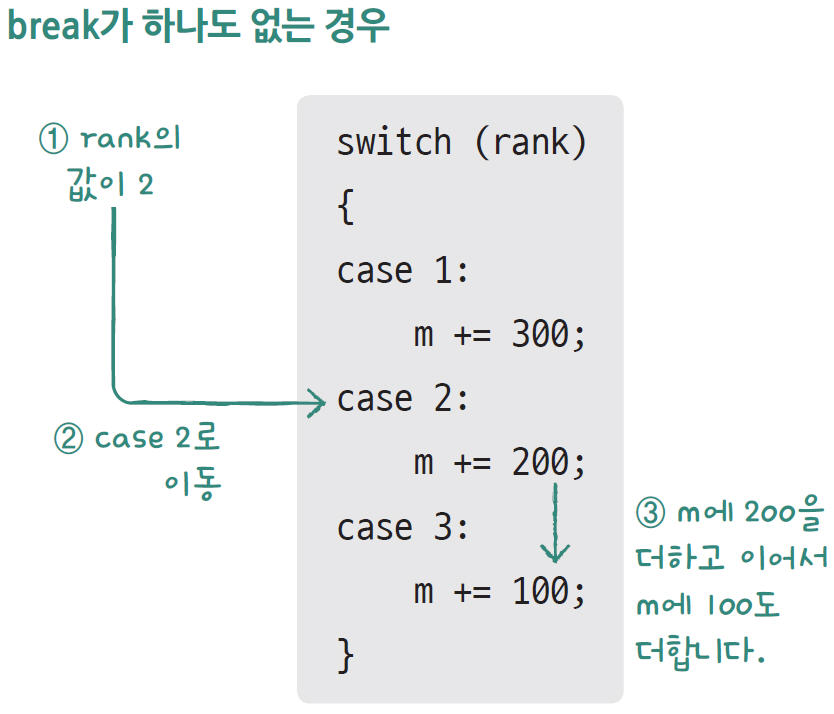 break가 하나도 없는 경우
① rank의
값이 2
switch (rank)
{
case 1:
    m += 300;
case 2:
    m += 200;
case 3:
    m += 100;
}
② case 2로
이동
③ m에 200을
더하고 이어서
m에 100도
더합니다.